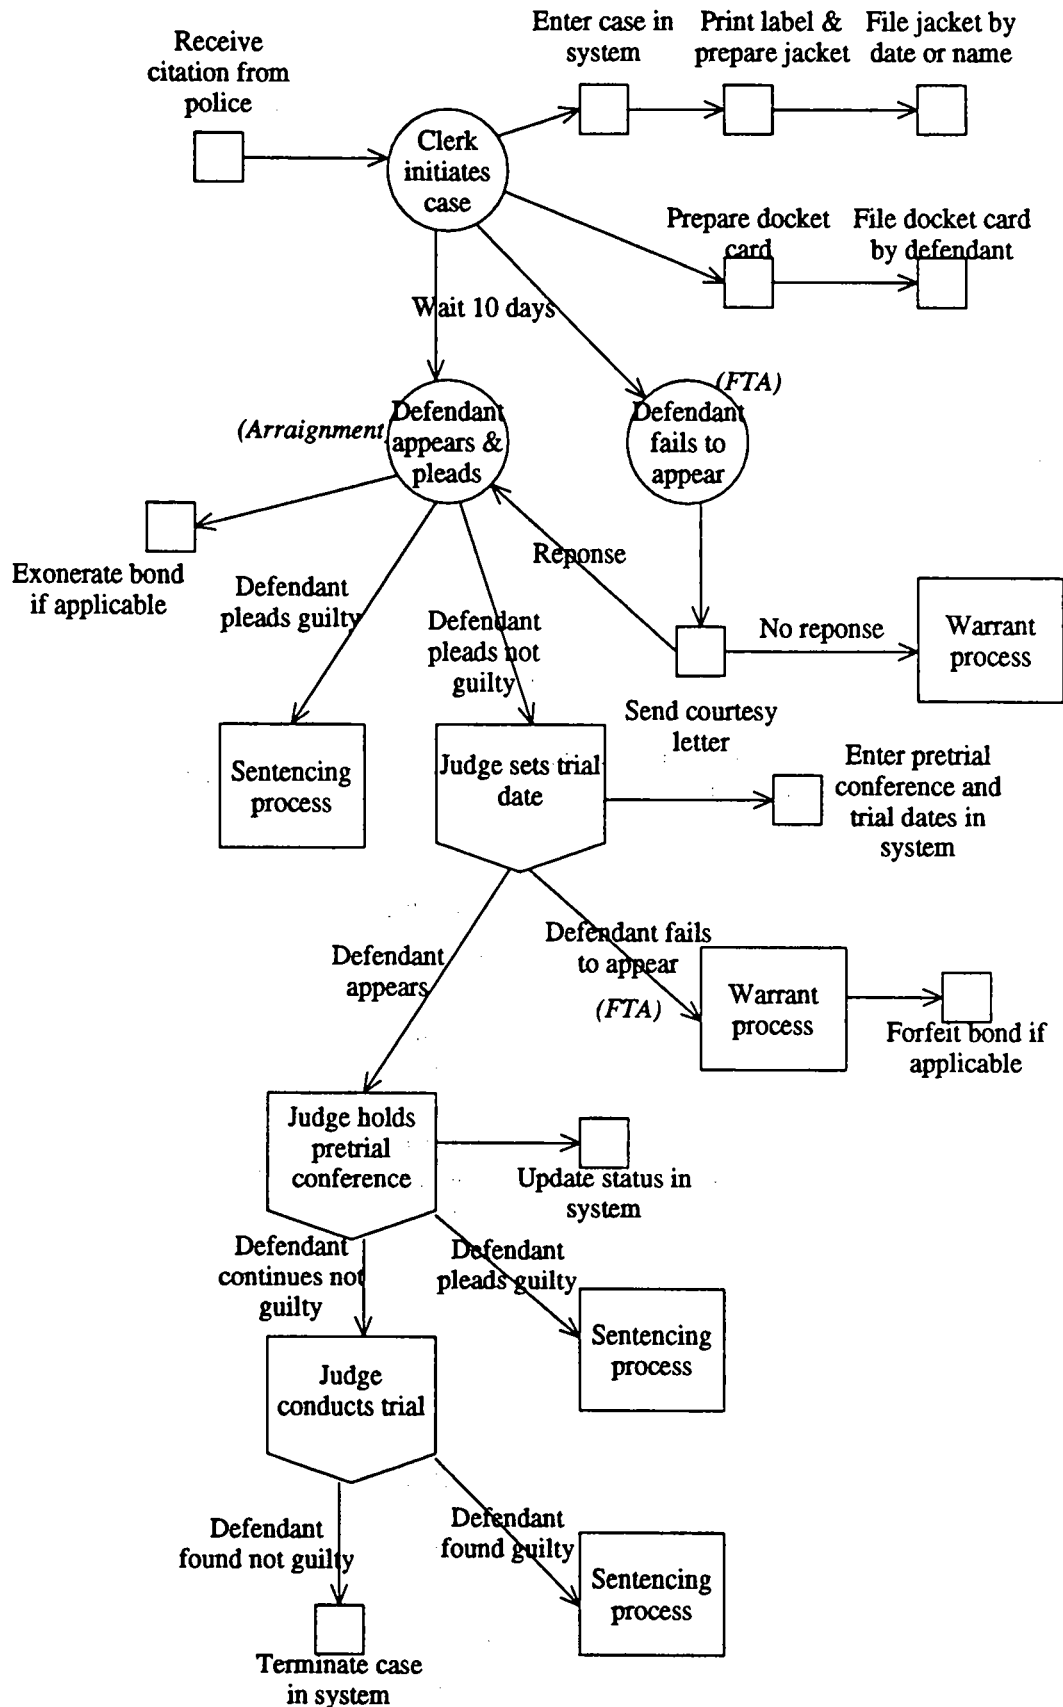 Receive
citation from
police
Enter case in
system
Print label &
prepare jacket
File jacket by
date or name
Clerk
initiates
case
Prepare docket
card
File docket card
by defendant
Wait 10 days
(FTA)
(Arraignment
Defendant
appears &
pleads
Defendant
fails to
appear
Exonerate bond
if applicable
Reponse
Defendant
pleads guilty
Defendant
pleads not
guilty
No reponse
Warrant
process
Send courtesy
letter
Sentencing
process
Judge sets trial
date
Enter pretrial
conference and
trial dates in
system
Defendant
appears
Defendant fails
to appear
(FTA)
Warrant
process
Forfeit bond if
applicable
Judge holds
pretrial
conference
Update status in
system
Defendant
continues not
guilty
Defendant
pleads guilty
Sentencing
process
Judge
conducts trial
Defendant
found not guilty
Defendant
found guilty
Sentencing
process
Terminate case
in system